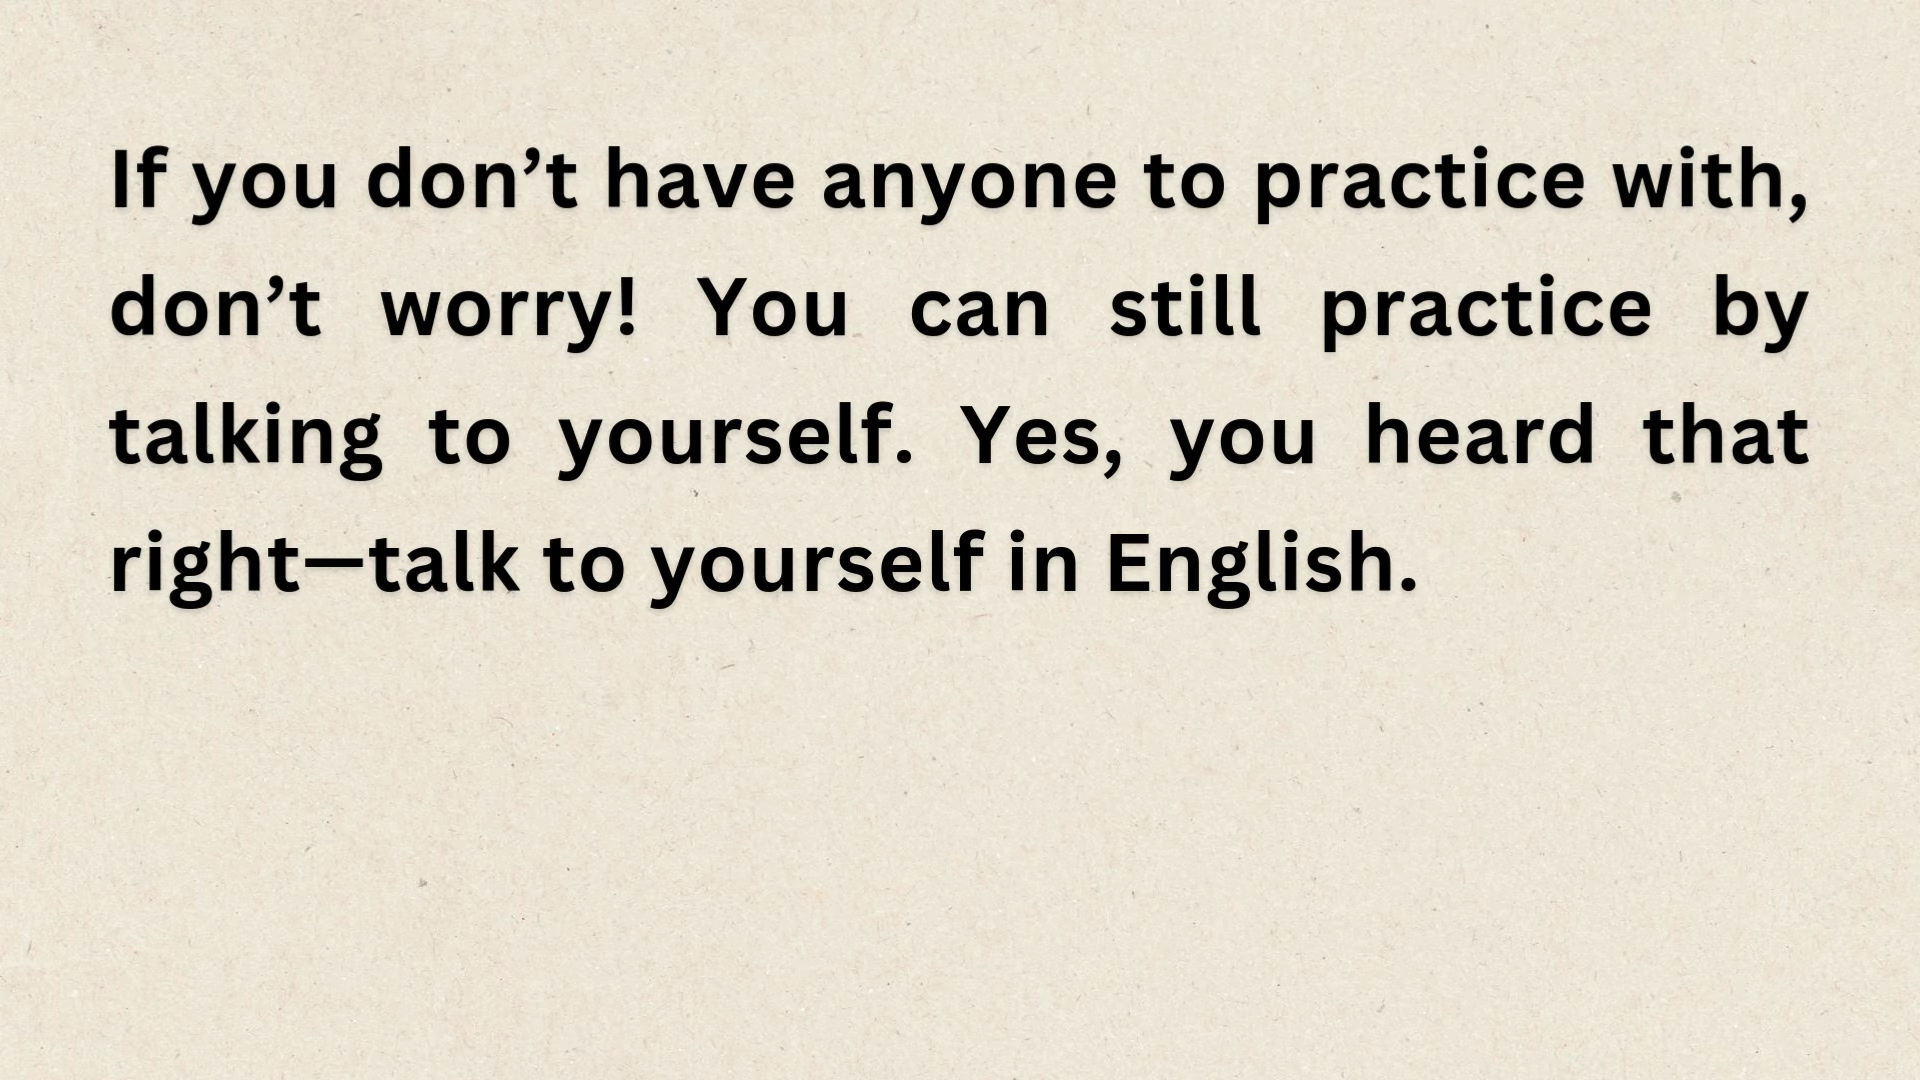 If you don’t have anyone to practice with,
don’t worry! You can still practice by
talking to yourself. Yes, you heard that
right—talk to yourself in English.